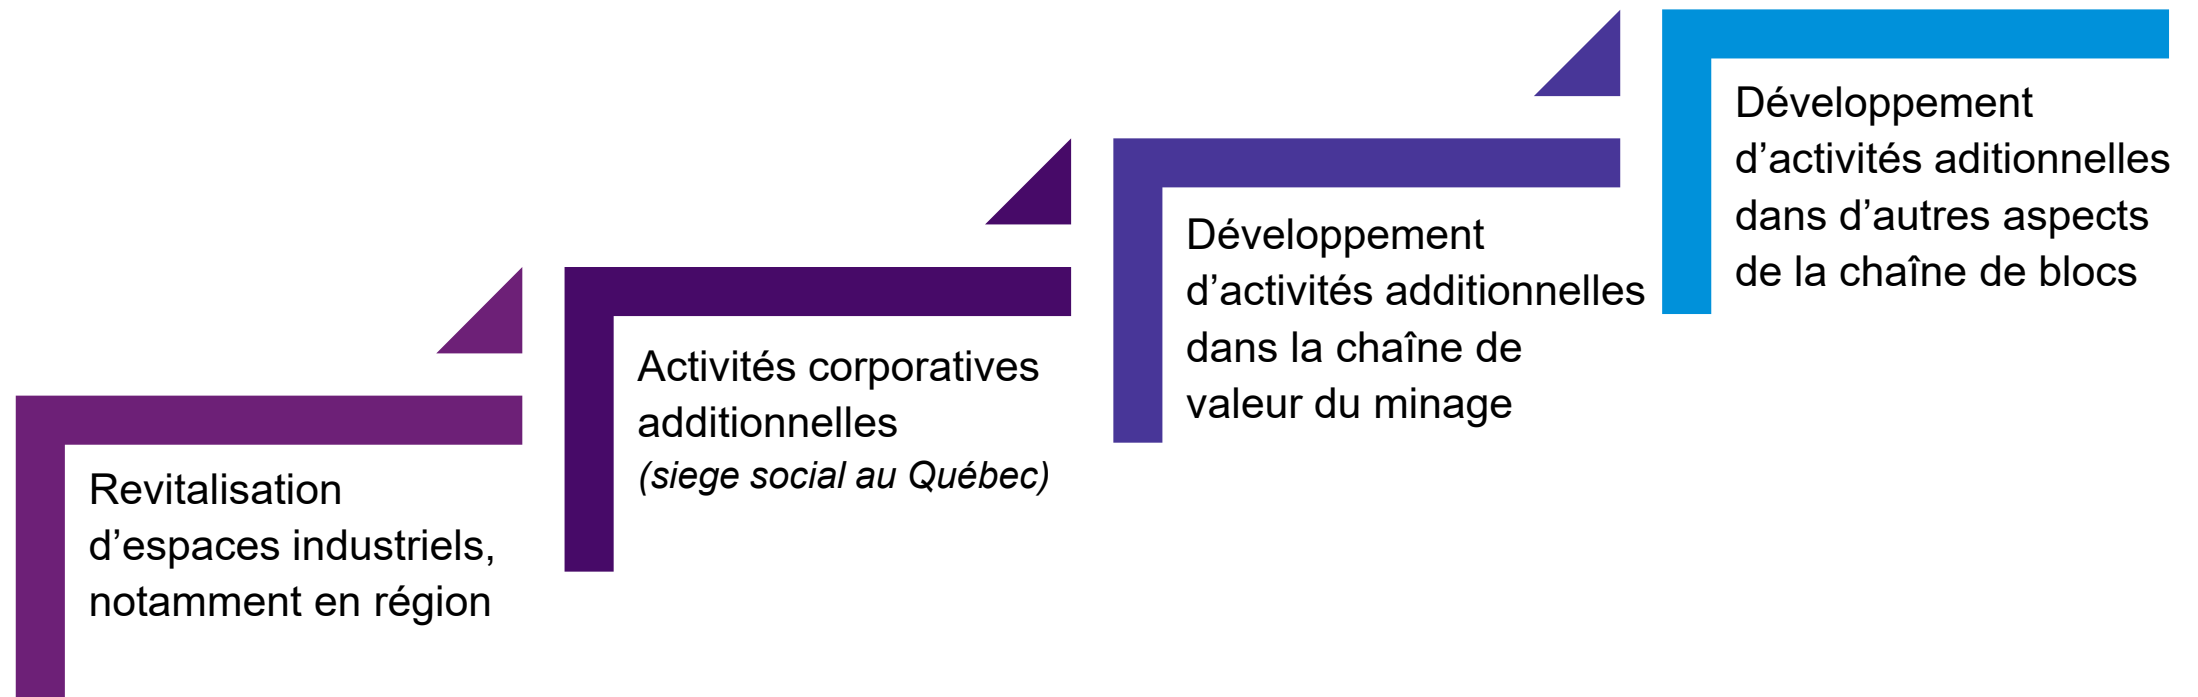 Revitalisation
d’espaces industriels,
notamment en région
Activités corporatives
additionnelles
(siege social au Québec)
Développement
d’activités additionnelles
dans la chaîne de
valeur du minage
Développement
d’activités aditionnelles
dans d’autres aspects
de la chaîne de blocs